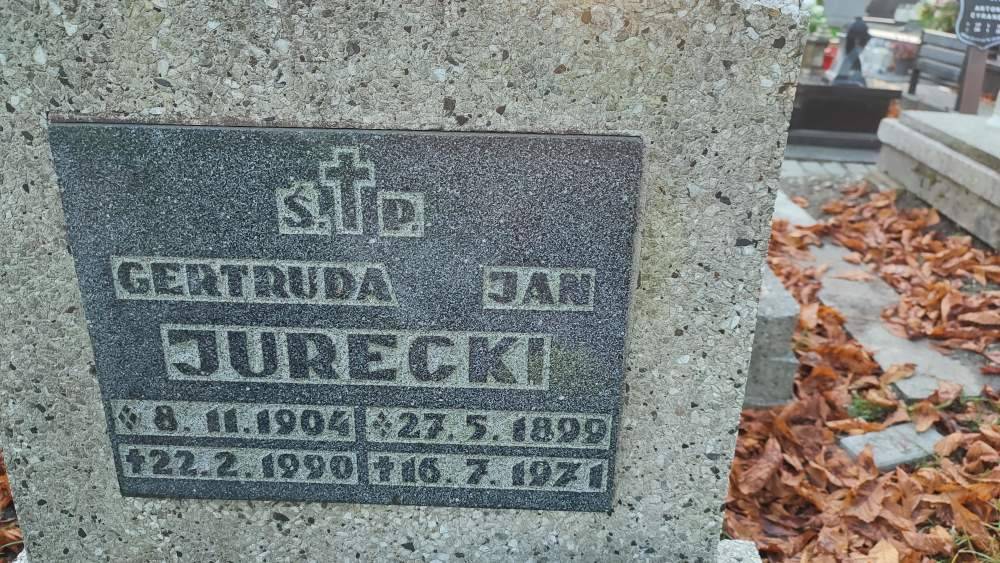 Ś. P.
GERTRUDA JAN
JURECKI
8. 11. 1904 27. 5. 1899
22. 2. 1990 16. 7. 1971